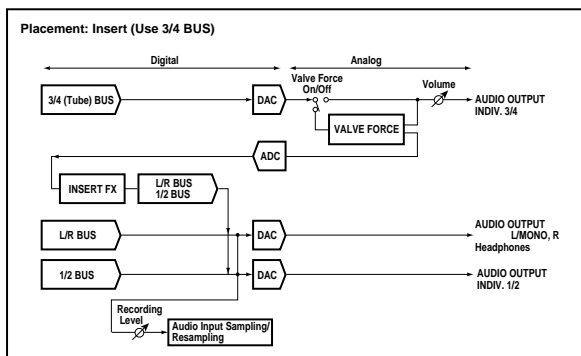 Placement: Insert (Use 3/4 BUS)
Digital
Analog
3/4 (Tube) BUS
DAC
Valve Force
On/Off
Volume
AUDIO OUTPUT
INDIV. 3/4
VALVE FORCE
ADC
INSERT FX
L/R BUS
1/2 BUS
L/R BUS
DAC
AUDIO OUTPUT
L/MONO, R
Headphones
1/2 BUS
DAC
AUDIO OUTPUT
INDIV. 1/2
Recording
Level
Audio Input Sampling/
Resampling